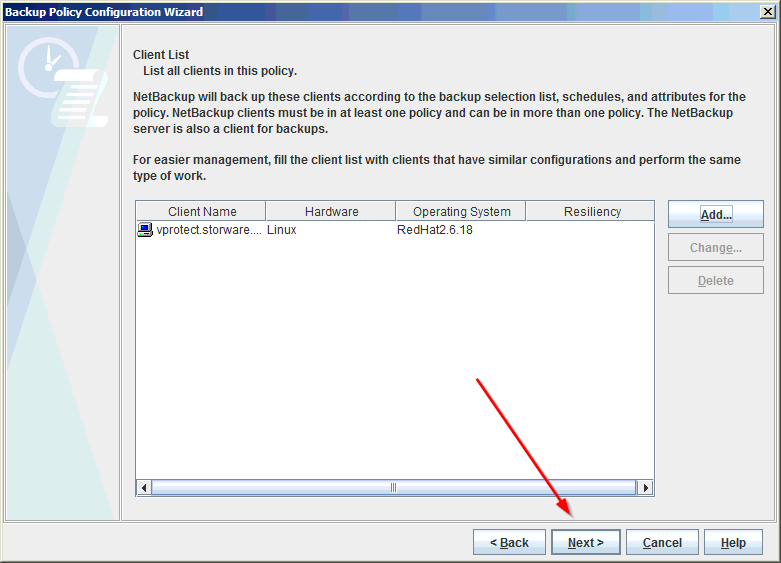 Backup Policy Configuration Wizard
Client List
List all clients in this policy.
NetBackup will back up these clients according to the backup selection list, schedules, and attributes for the
policy. NetBackup clients must be in at least one policy and can be in more than one policy. The NetBackup
server is also a client for backups.
For easier management, fill the client list with clients that have similar configurations and perform the same
type of work.
Client Name Hardware Operating System Resiliency
vprotect.storware.... Linux RedHat2.6.18
Add...
Change...
Delete
< Back Next > Cancel Help